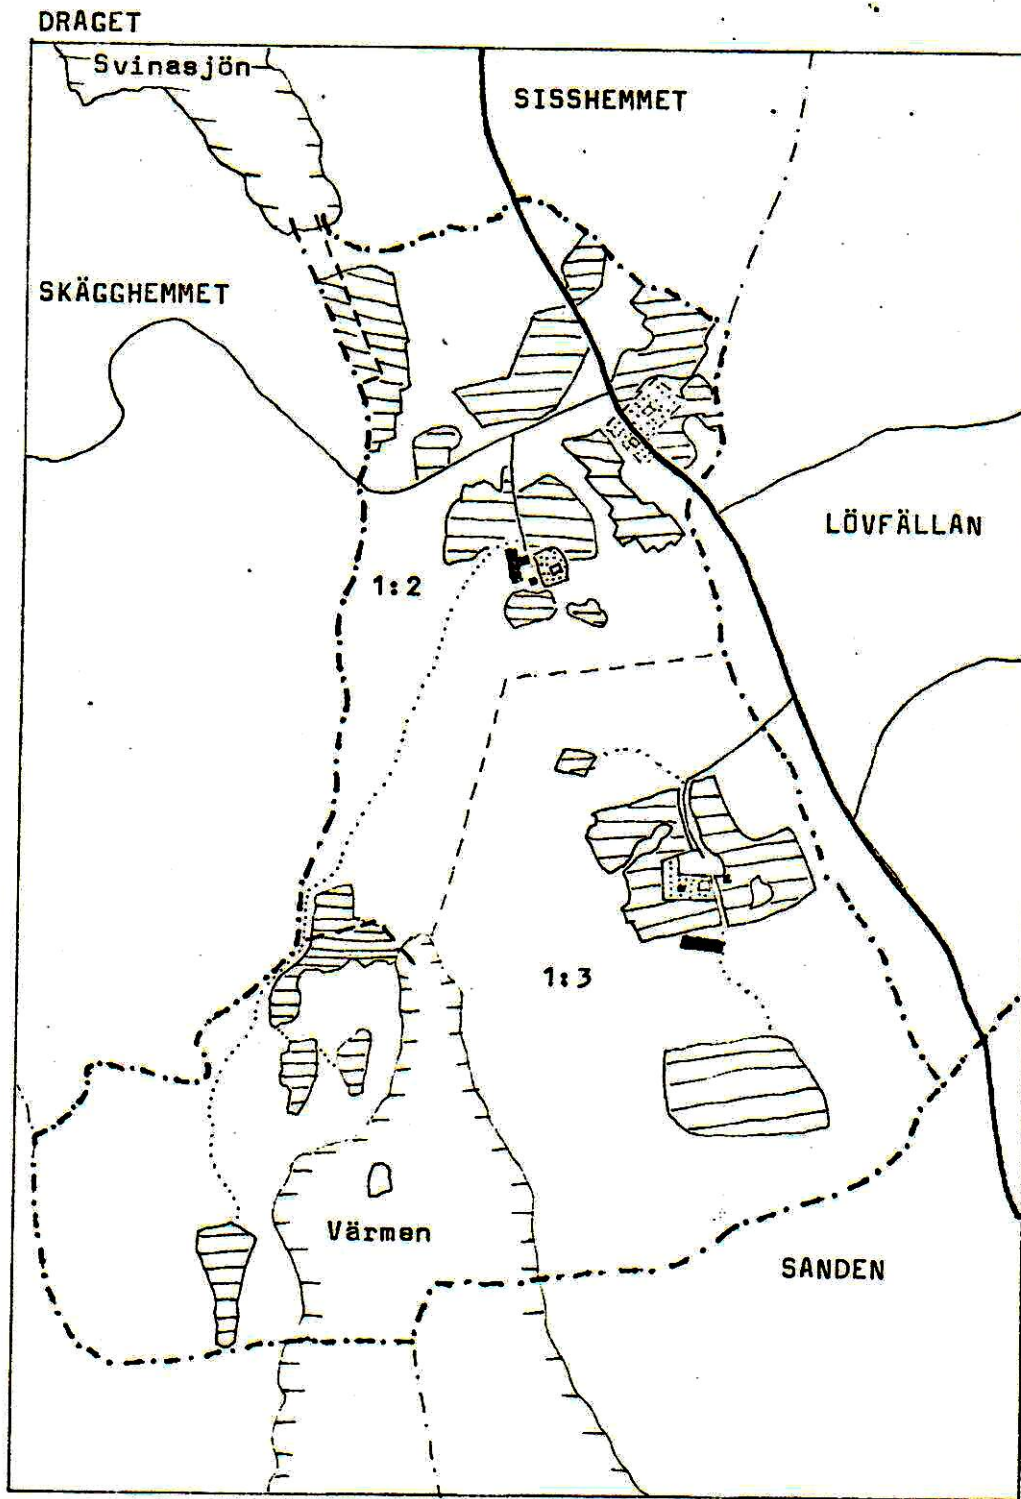 DRAGET
Svinasjön
SISSHEMMET
SKÄGGHEMMET
LÖVFÄLLAN
1:2
1:3
Värmen
SANDEN